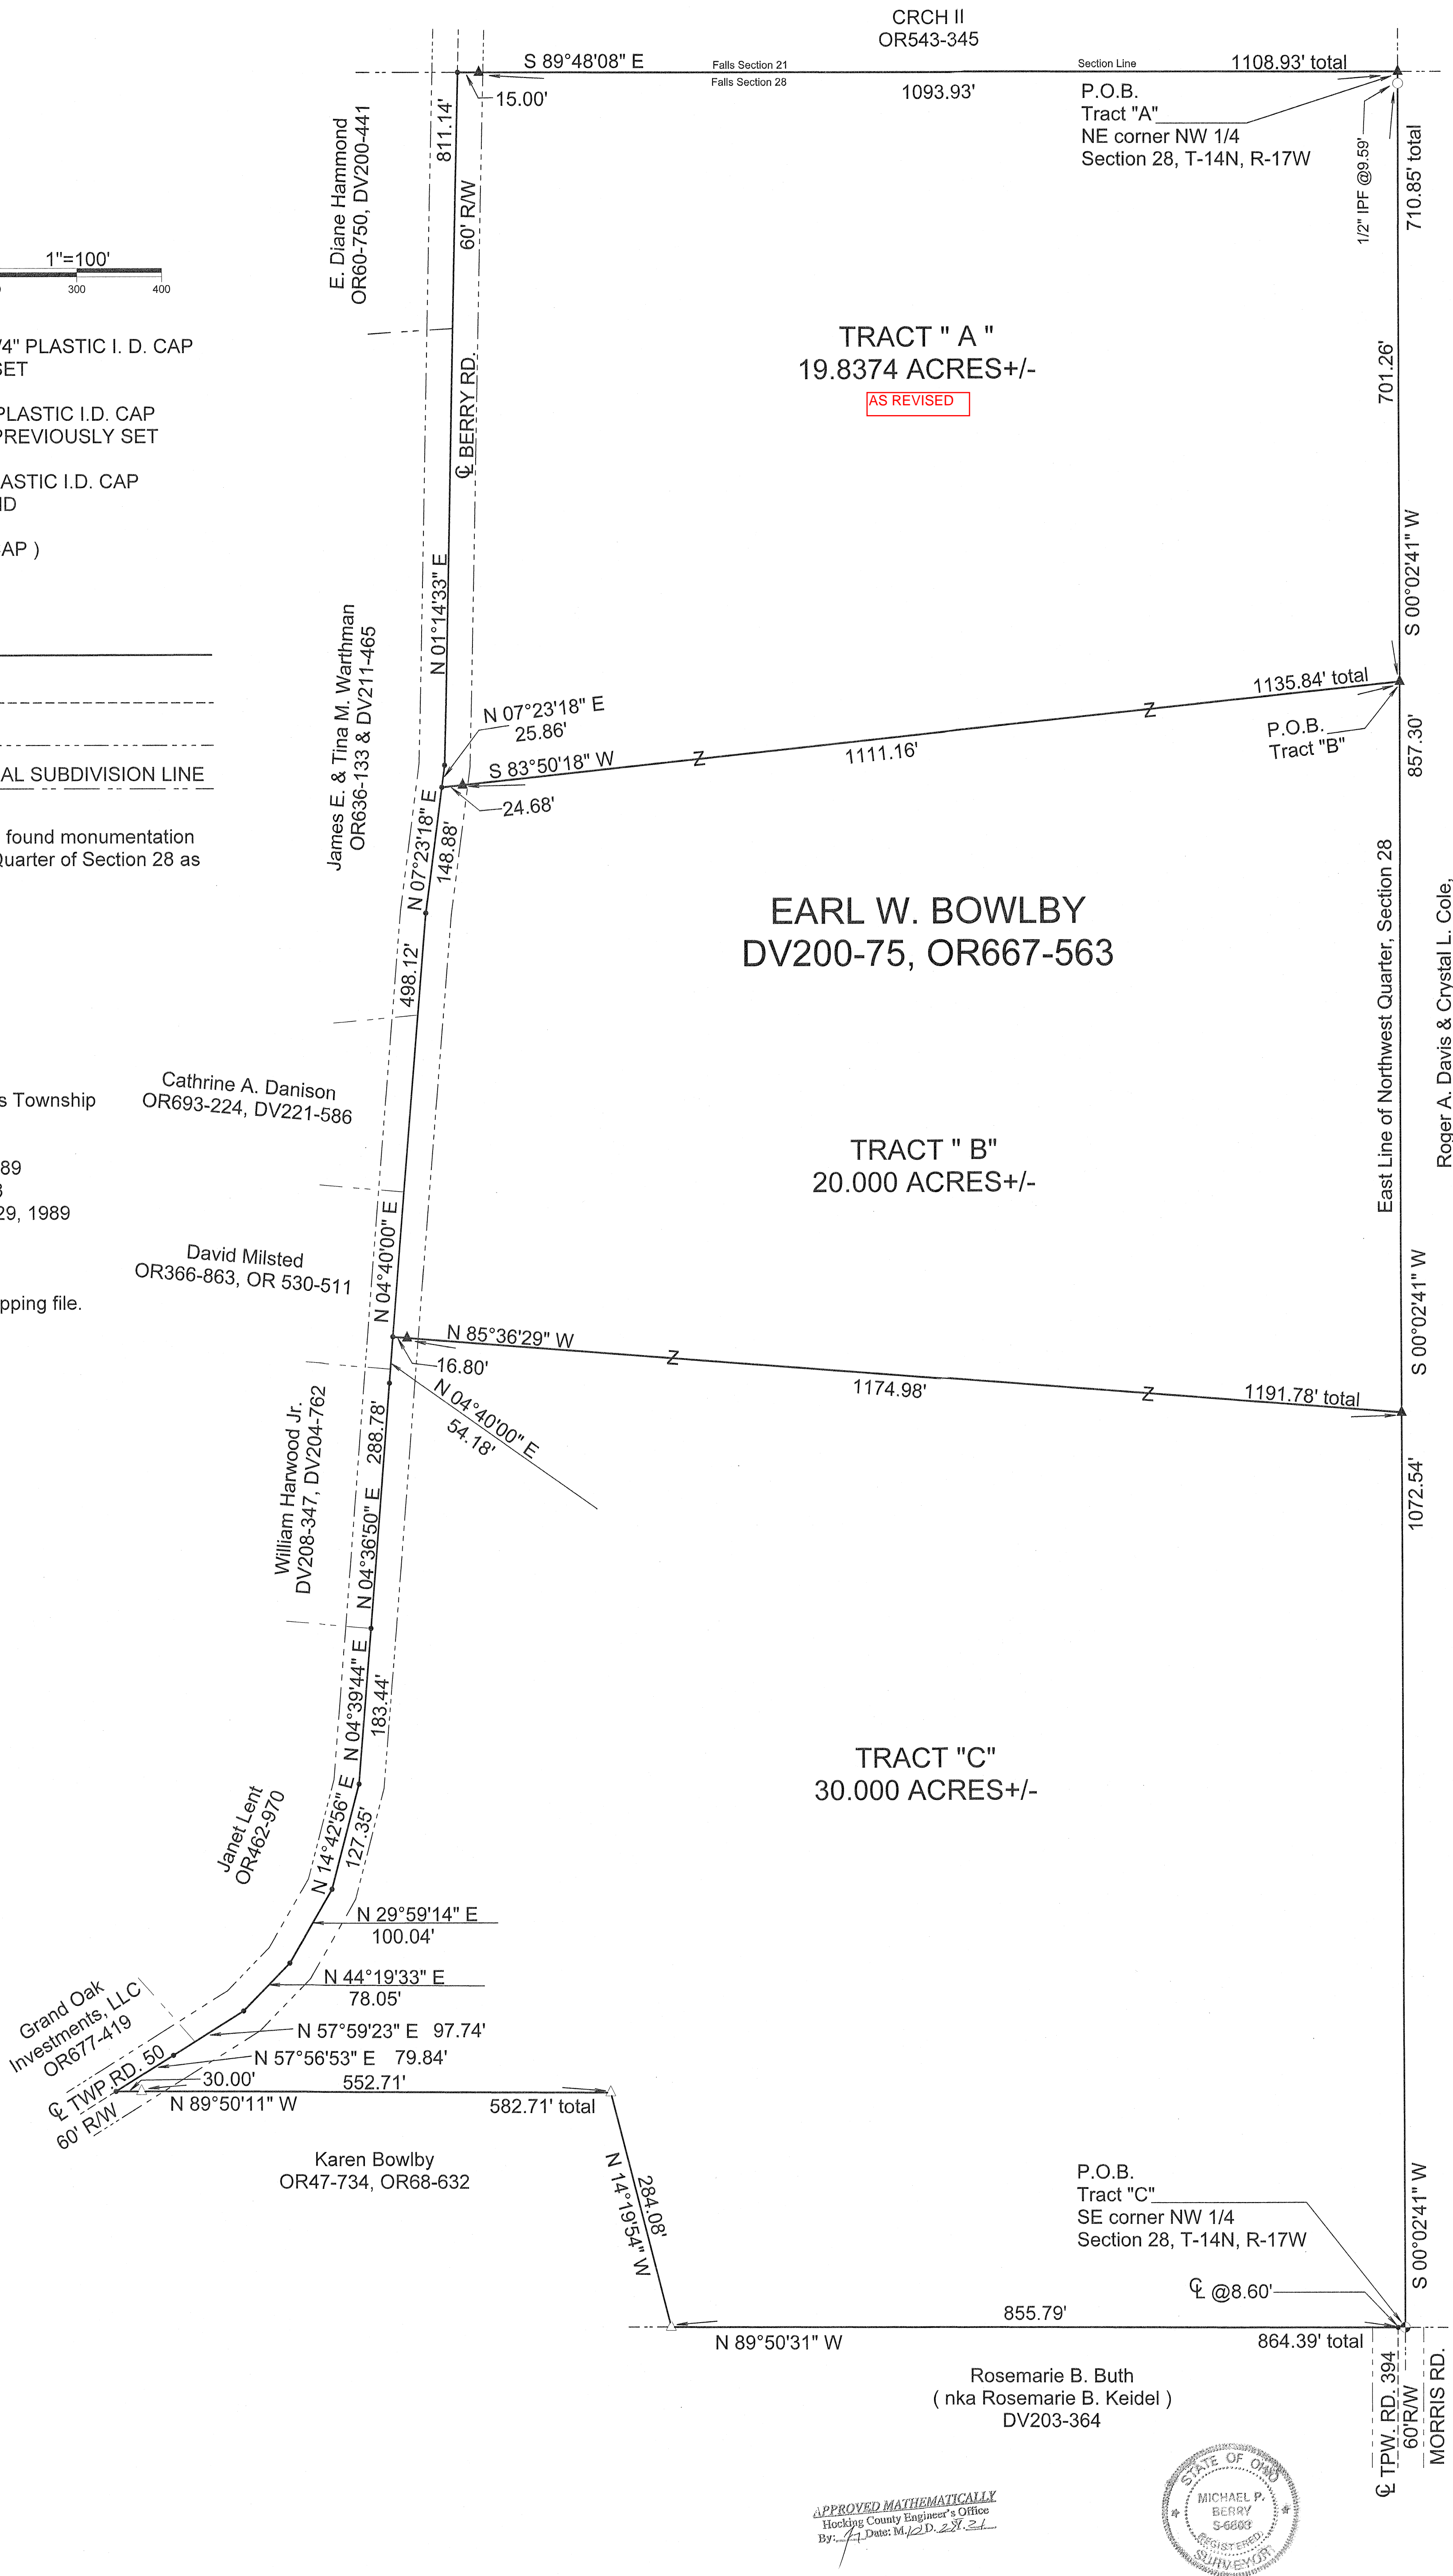 CRCH II
OR543-345
S 89°48'08" E
Falls Section 21
Falls Section 28
Section Line
1108.93' total
15.00'
1093.93'
P.O.B.
Tract "A"
NE corner NW 1/4
Section 28, T-14N, R-17W
1/2" IPF @9.59'
710.85' total
811.14'
60' R/W
E. Diane Hammond
OR60-750, DV200-441
1"=100'
300
400
/4" PLASTIC I. D. CAP
SET
PLASTIC I.D. CAP
PREVIOUSLY SET
ASTIC I.D. CAP
ND
AP )
AL SUBDIVISION LINE
found monumentation
Quarter of Section 28 as
TRACT " A "
19.8374 ACRES+/-
AS REVISED
701.26'
℄ BERRY RD.
N 01°14'33" E
S 00°02'41" W
James E. & Tina M. Warthman
OR636-133 & DV211-465
N 07°23'18" E
25.86'
S 83°50'18" W
1111.16'
1135.84' total
P.O.B.
Tract "B"
24.68'
857.30'
N 07°23'18" E
148.88'
498.12'
EARL W. BOWLBY
DV200-75, OR667-563
East Line of Northwest Quarter, Section 28
Roger A. Davis & Crystal L. Cole,
s Township
89
3
29, 1989
pping file.
Cathrine A. Danison
OR693-224, DV221-586
TRACT " B"
20.000 ACRES+/-
David Milsted
OR366-863, OR 530-511
N 04°40'00" E
S 00°02'41" W
N 85°36'29" W
16.80'
1174.98'
1191.78' total
N 04°40'00" E
54.18'
William Harwood Jr.
DV208-347, DV204-762
288.78'
N 04°36'50" E
1072.54'
N 04°39'44" E
183.44'
TRACT "C"
30.000 ACRES+/-
Janet Lent
OR462-970
N 14°42'56" E
127.35'
N 29°59'14" E
100.04'
N 44°19'33" E
78.05'
Grand Oak
Investments, LLC
OR677-419
N 57°59'23" E 97.74'
N 57°56'53" E 79.84'
℄ TWP.RD. 50
60' R/W
30.00'
552.71'
N 89°50'11" W
582.71' total
Karen Bowlby
OR47-734, OR68-632
284.08'
N 14°19'54" W
P.O.B.
Tract "C"
SE corner NW 1/4
Section 28, T-14N, R-17W
S 00°02'41" W
℄ @8.60'
855.79'
N 89°50'31" W
864.39' total
Rosemarie B. Buth
( nka Rosemarie B. Keidel )
DV203-364
℄ TPW. RD. 394
60'R/W
MORRIS RD.
APPROVED MATHEMATICALLY
Hocking County Engineer's Office
By: Date: M.10 D.28.21
STATE OF OHIO
MICHAEL P.
BERRY
S-6803
REGISTERED
SURVEYOR